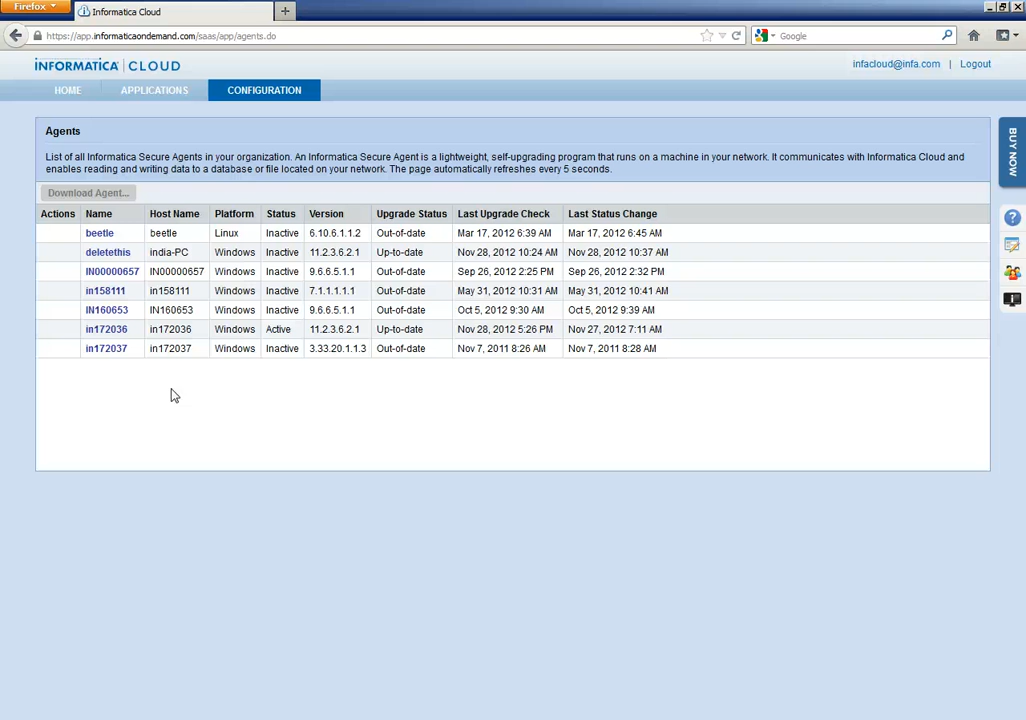 Firefox
Informatica Cloud
https://app.informaticaondemand.com/saas/app/agents.do
Google
INFORMATICA | CLOUD
infacloud@infa.com | Logout
HOME APPLICATIONS CONFIGURATION
BUY NOW
Agents
List of all Informatica Secure Agents in your organization. An Informatica Secure Agent is a lightweight, self-upgrading program that runs on a machine in your network. It communicates with Informatica Cloud and
enables reading and writing data to a database or file located on your network. The page automatically refreshes every 5 seconds.
Download Agent...
Actions Name Host Name Platform Status Version Upgrade Status Last Upgrade Check Last Status Change
beetle beetle Linux Inactive 6.10.6.1.1.2 Out-of-date Mar 17, 2012 6:39 AM Mar 17, 2012 6:45 AM
deletethis india-PC Windows Inactive 11.2.3.6.2.1 Up-to-date Nov 28, 2012 10:24 AM Nov 28, 2012 10:37 AM
IN00000657 IN00000657 Windows Inactive 9.6.6.5.1.1 Out-of-date Sep 26, 2012 2:25 PM Sep 26, 2012 2:32 PM
in158111 in158111 Windows Inactive 7.1.1.1.1.1 Out-of-date May 31, 2012 10:31 AM May 31, 2012 10:41 AM
IN160653 IN160653 Windows Inactive 9.6.6.5.1.1 Out-of-date Oct 5, 2012 9:30 AM Oct 5, 2012 9:39 AM
in172036 in172036 Windows Active 11.2.3.6.2.1 Up-to-date Nov 28, 2012 5:26 PM Nov 27, 2012 7:11 AM
in172037 in172037 Windows Inactive 3.33.20.1.1.3 Out-of-date Nov 7, 2011 8:26 AM Nov 7, 2011 8:28 AM